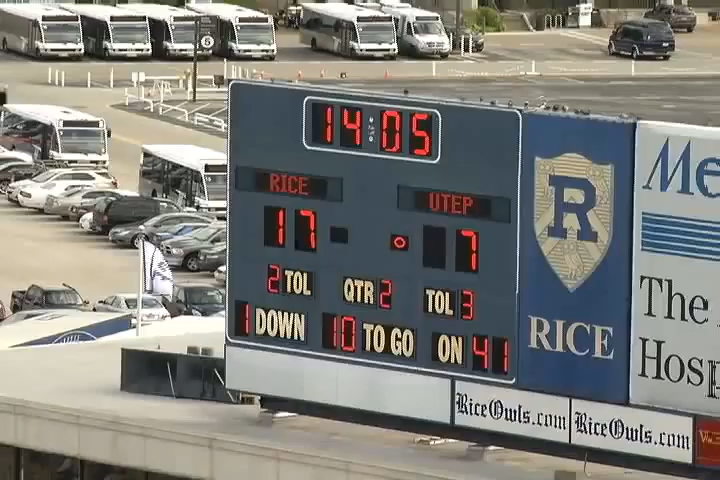 14:05
RICE UTEP
17 7
2 TOL QTR 2 TOL 3
1 DOWN 10 TO GO ON 41
R
RICE
Me
The
Hosp
RiceOwls.com RiceOwls.com
5